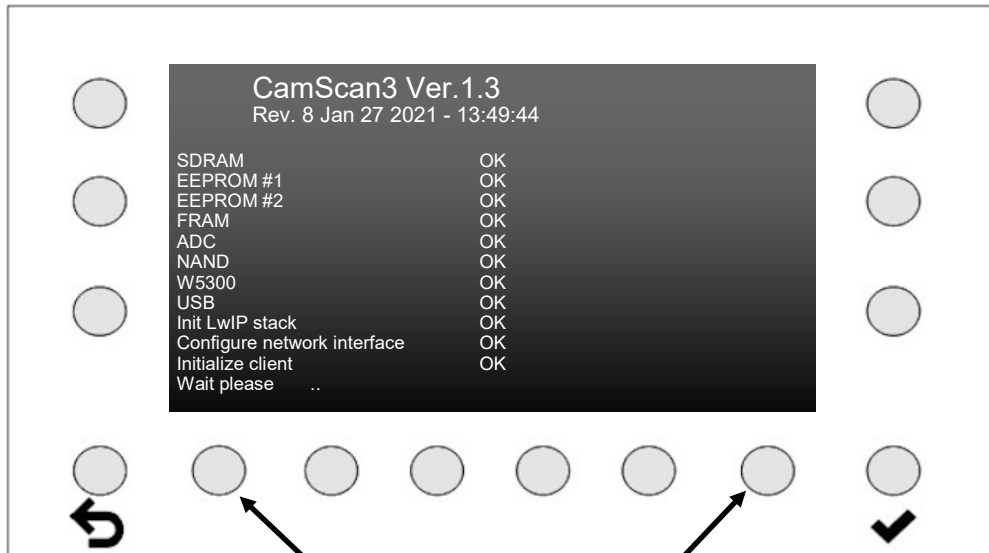 CamScan3 Ver.1.3
Rev. 8 Jan 27 2021 - 13:49:44
SDRAM OK
EEPROM #1 OK
EEPROM #2 OK
FRAM OK
ADC OK
NAND OK
W5300 OK
USB OK
Init LwIP stack OK
Configure network interface OK
Initialize client OK
Wait please ..